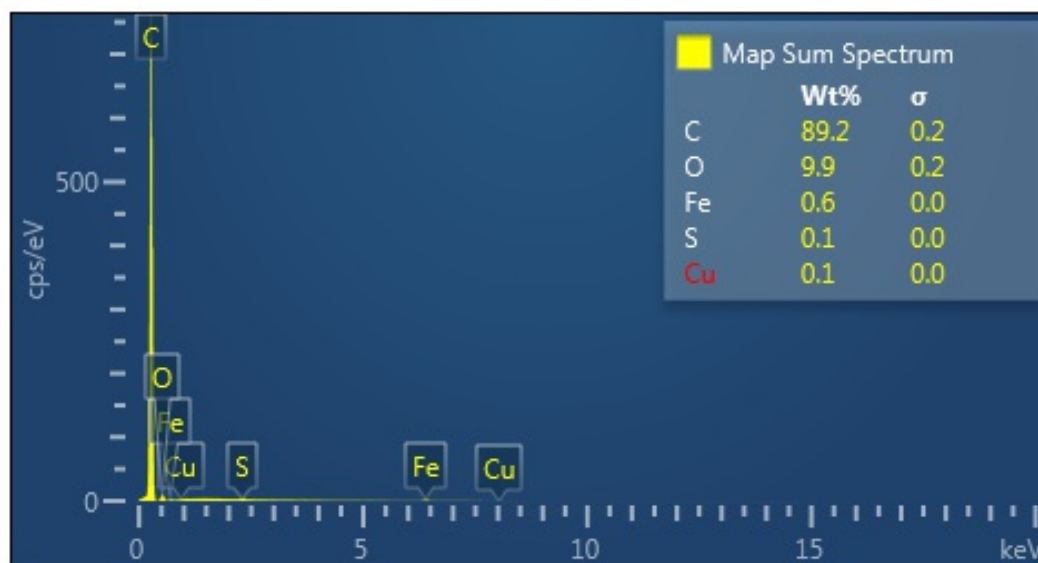 C
Map Sum Spectrum
Wt% σ
C 89.2 0.2
O 9.9 0.2
Fe 0.6 0.0
S 0.1 0.0
Cu 0.1 0.0
500
cps/eV
O
Fe
Cu S Fe Cu
0
0 5 10 15 keV